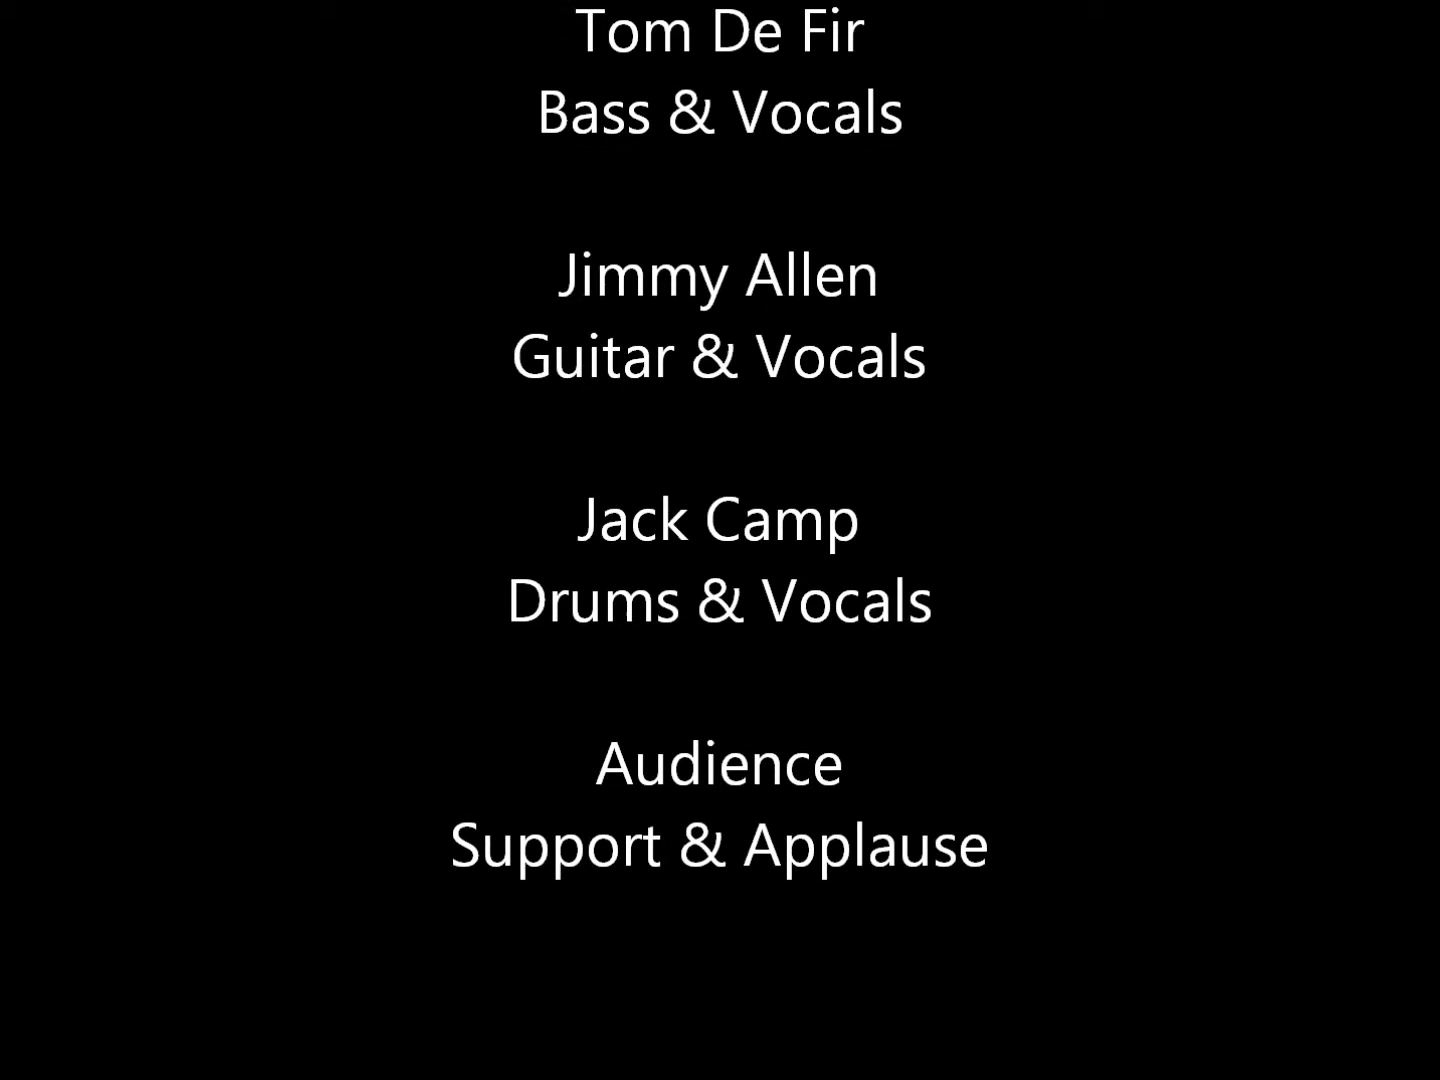 Tom De Fir
Bass & Vocals
Jimmy Allen
Guitar & Vocals
Jack Camp
Drums & Vocals
Audience
Support & Applause